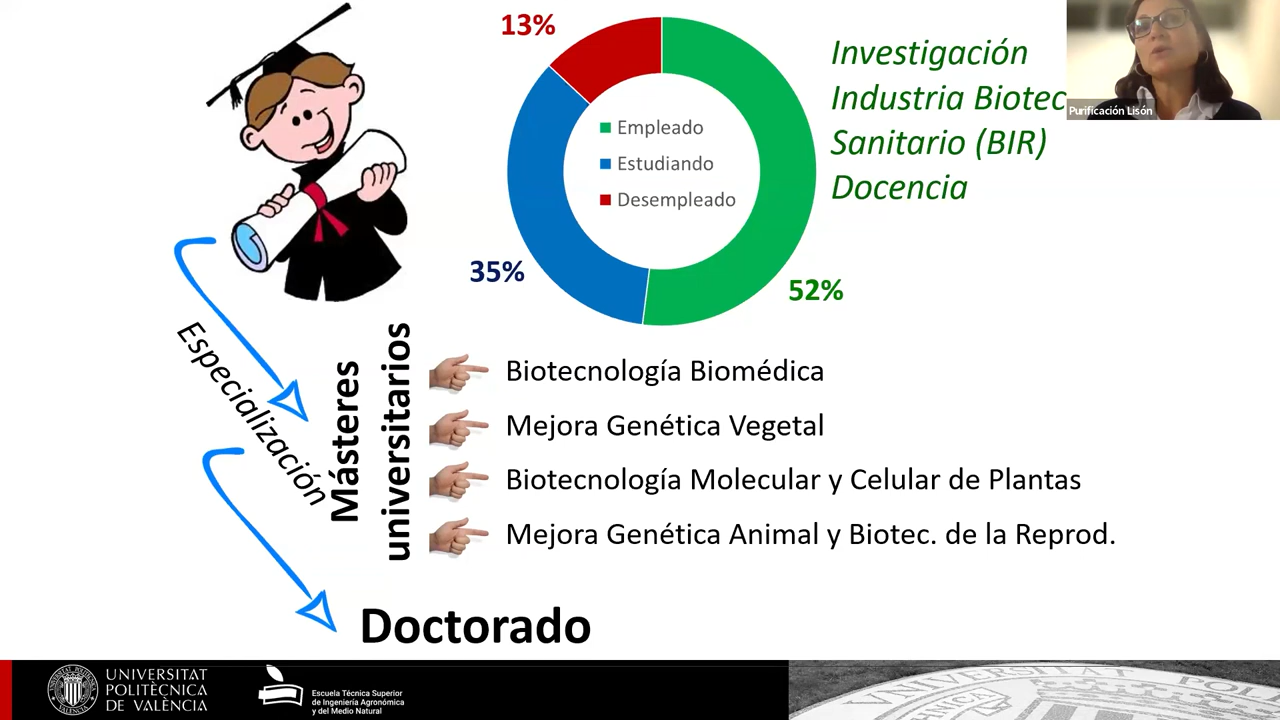 13%
Empleado
Estudiando
Desempleado
35%
52%
Investigación
Industria Biotec
Sanitario (BIR)
Docencia
Purificación Lisón
Especialización
Másteres
universitarios
Biotecnología Biomédica
Mejora Genética Vegetal
Biotecnología Molecular y Celular de Plantas
Mejora Genética Animal y Biotec. de la Reprod.
Doctorado
UNIVERSITAT
POLITÈCNICA
DE VALÈNCIA
Escuela Técnica Superior
de Ingeniería Agronómica
y del Medio Natural